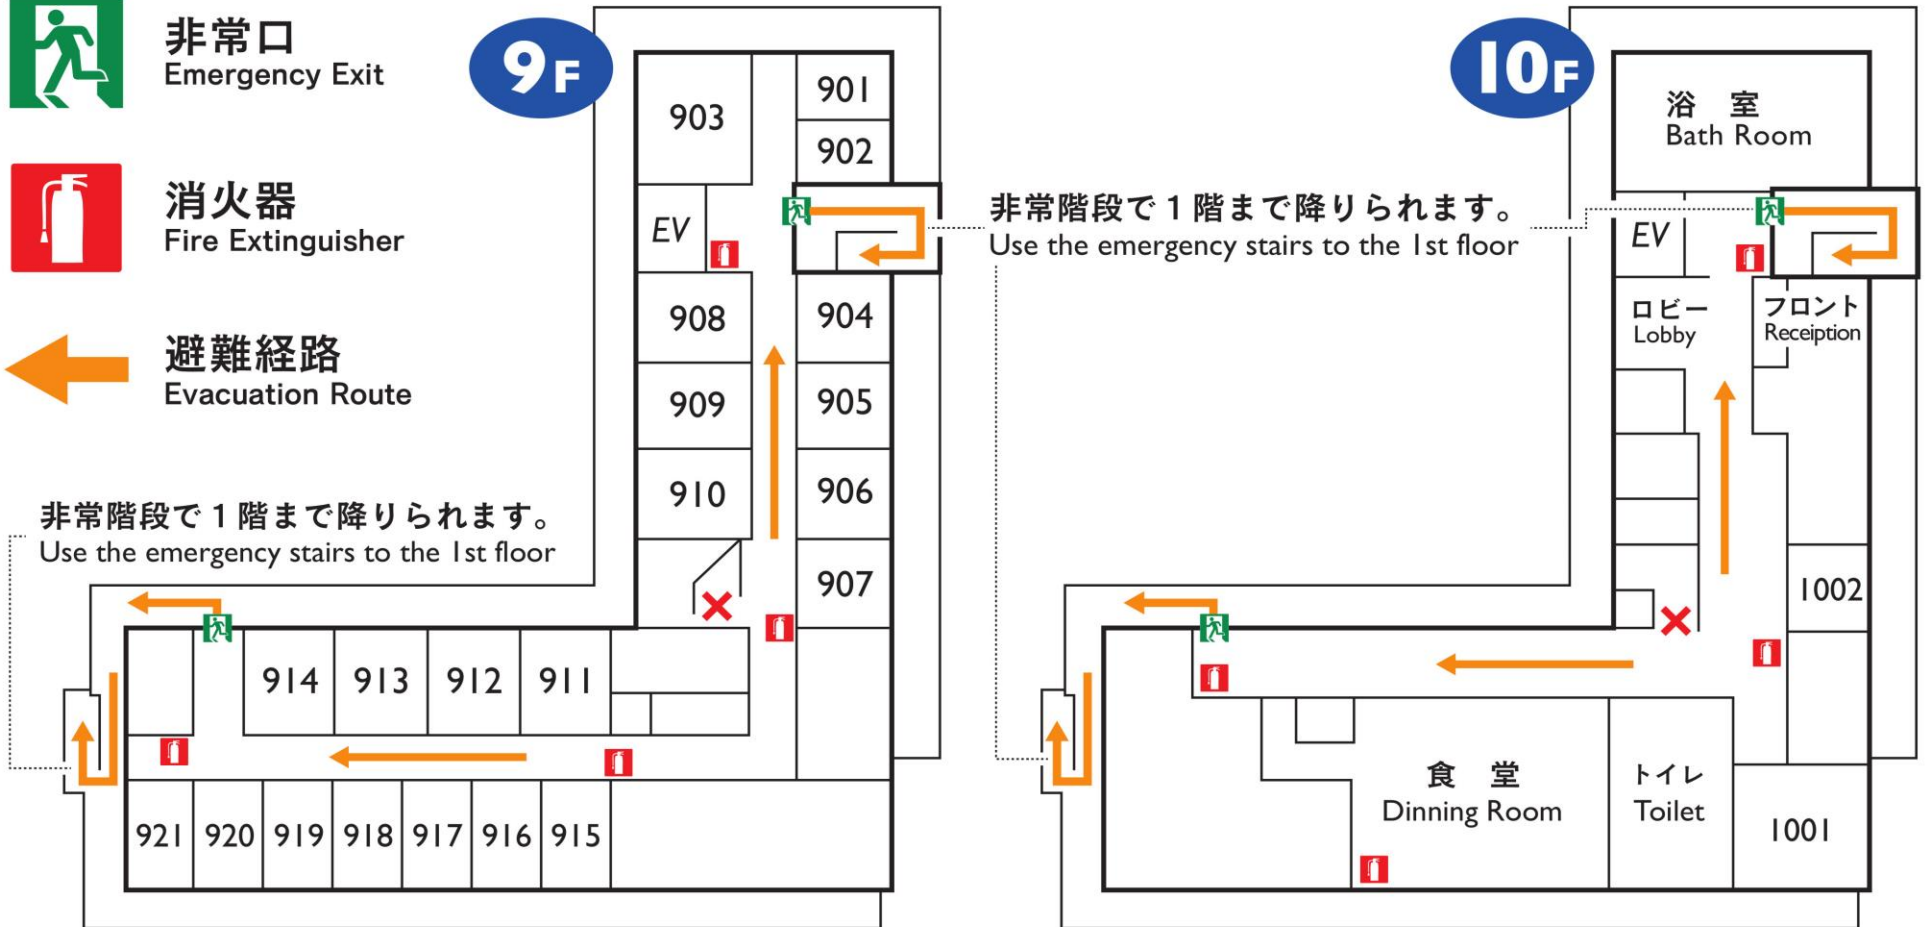 非常口
Emergency Exit
消火器
Fire Extinguisher
避難経路
Evacuation Route
9F
903
901
902
EV
908
904
909
905
910
906
907
914
913
912
911
921
920
919
918
917
916
915
非常階段で1階まで降りられます。
Use the emergency stairs to the 1st floor
非常階段で1階まで降りられます。
Use the emergency stairs to the 1st floor
10F
浴 室
Bath Room
EV
ロビー
Lobby
フロント
Receiption
1002
食 堂
Dinning Room
トイレ
Toilet
1001